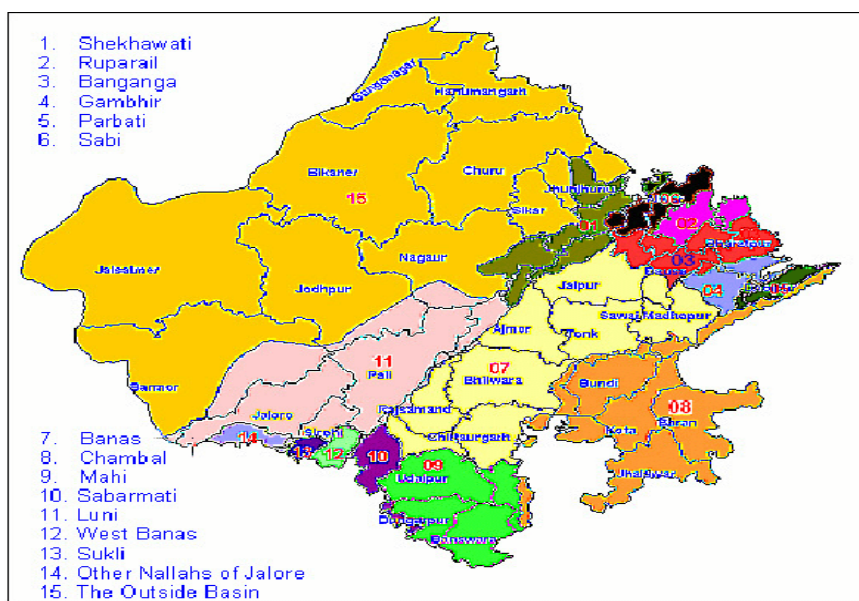 1. Shekhawati
2. Ruparail
3. Banganga
4. Gambhir
5. Parbati
6. Sabi
Gunganagar
Hanumangarh
Bikaner
15
Churu
Jhunjhunu
Sikar
01
02
Bharatpur
03
Jaisalmer
Nagaur
Jodhpur
Jaipur
04
Ajmer
Tonk
Sawai Madhopur
11
Pali
07
Bhilwara
Bundi
08
Barmer
Jalore
Rajsamand
Kota
Sirohi
Chittaurgarh
Jhalawar
14
12
10
09
Udaipur
Dungarpur
Banswara
7. Banas
8. Chambal
9. Mahi
10. Sabarmati
11. Luni
12. West Banas
13. Sukli
14. Other Nallahs of Jalore
15. The Outside Basin